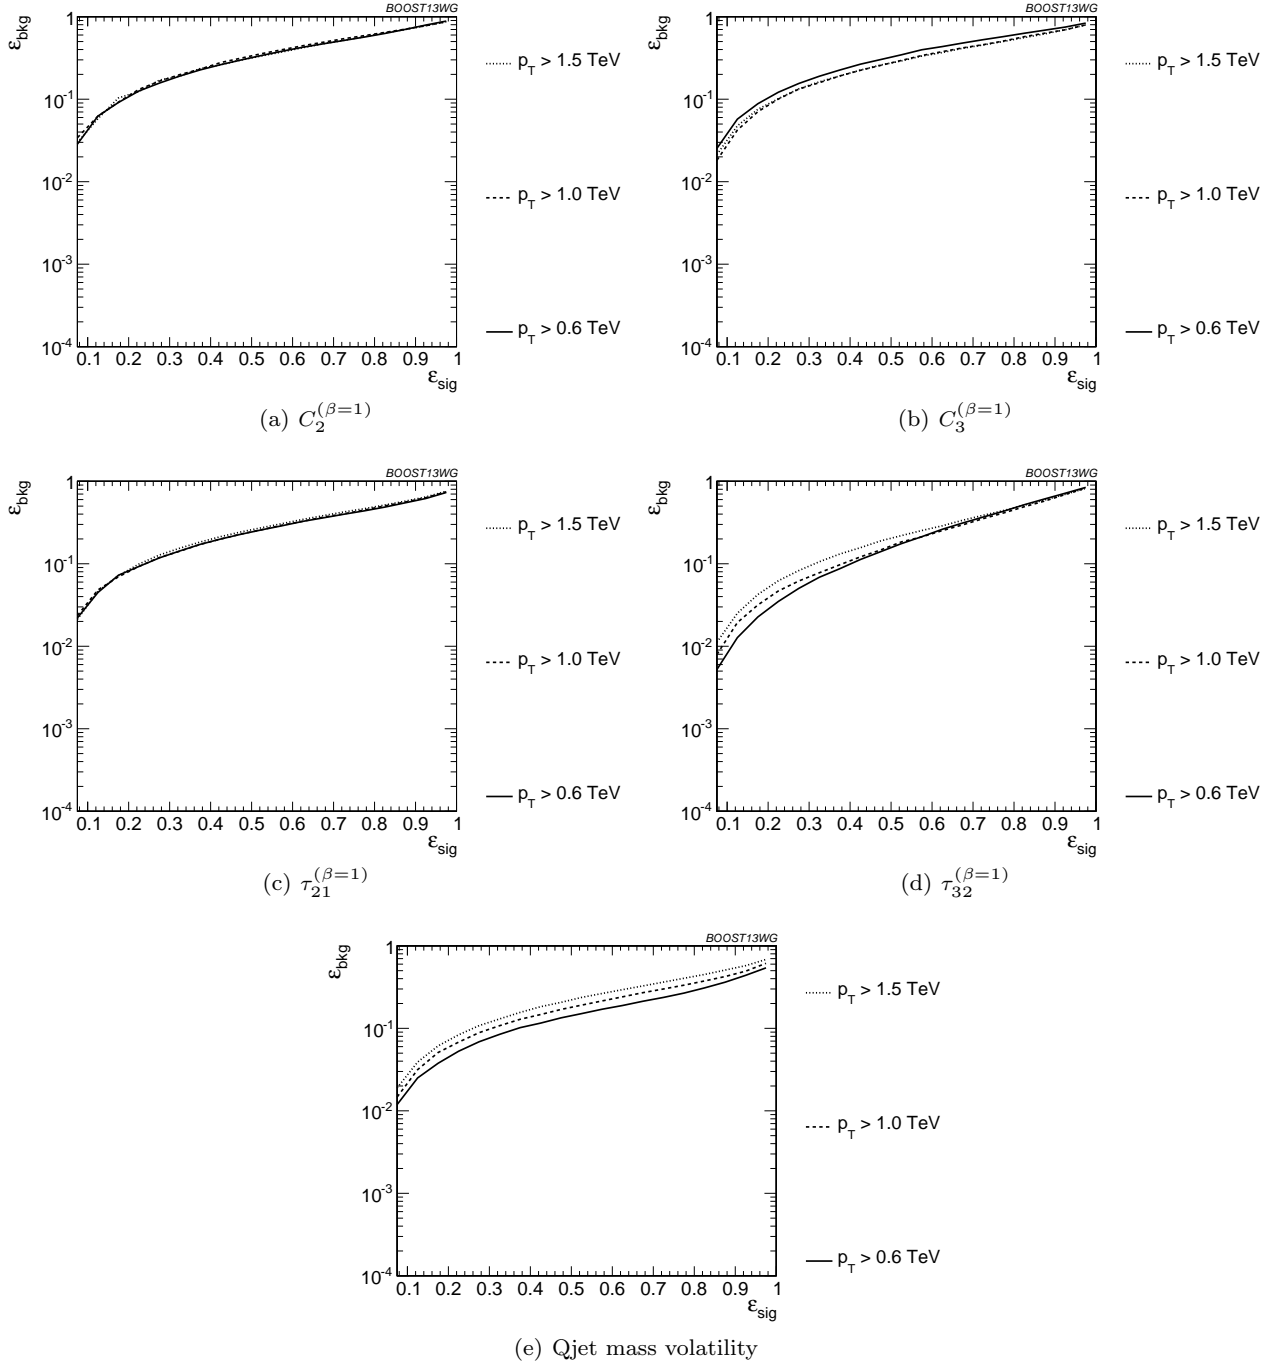 BOOST13WG
ε_bkg
1
10^-1
10^-2
10^-3
10^-4
0.1 0.2 0.3 0.4 0.5 0.6 0.7 0.8 0.9 1
ε_sig
p_T > 1.5 TeV
p_T > 1.0 TeV
p_T > 0.6 TeV
(a) C_2^(β=1)
BOOST13WG
ε_bkg
1
10^-1
10^-2
10^-3
10^-4
0.1 0.2 0.3 0.4 0.5 0.6 0.7 0.8 0.9 1
ε_sig
p_T > 1.5 TeV
p_T > 1.0 TeV
p_T > 0.6 TeV
(b) C_3^(β=1)
BOOST13WG
ε_bkg
1
10^-1
10^-2
10^-3
10^-4
0.1 0.2 0.3 0.4 0.5 0.6 0.7 0.8 0.9 1
ε_sig
p_T > 1.5 TeV
p_T > 1.0 TeV
p_T > 0.6 TeV
(c) τ_21^(β=1)
BOOST13WG
ε_bkg
1
10^-1
10^-2
10^-3
10^-4
0.1 0.2 0.3 0.4 0.5 0.6 0.7 0.8 0.9 1
ε_sig
p_T > 1.5 TeV
p_T > 1.0 TeV
p_T > 0.6 TeV
(d) τ_32^(β=1)
BOOST13WG
ε_bkg
1
10^-1
10^-2
10^-3
10^-4
0.1 0.2 0.3 0.4 0.5 0.6 0.7 0.8 0.9 1
ε_sig
p_T > 1.5 TeV
p_T > 1.0 TeV
p_T > 0.6 TeV
(e) Qjet mass volatility